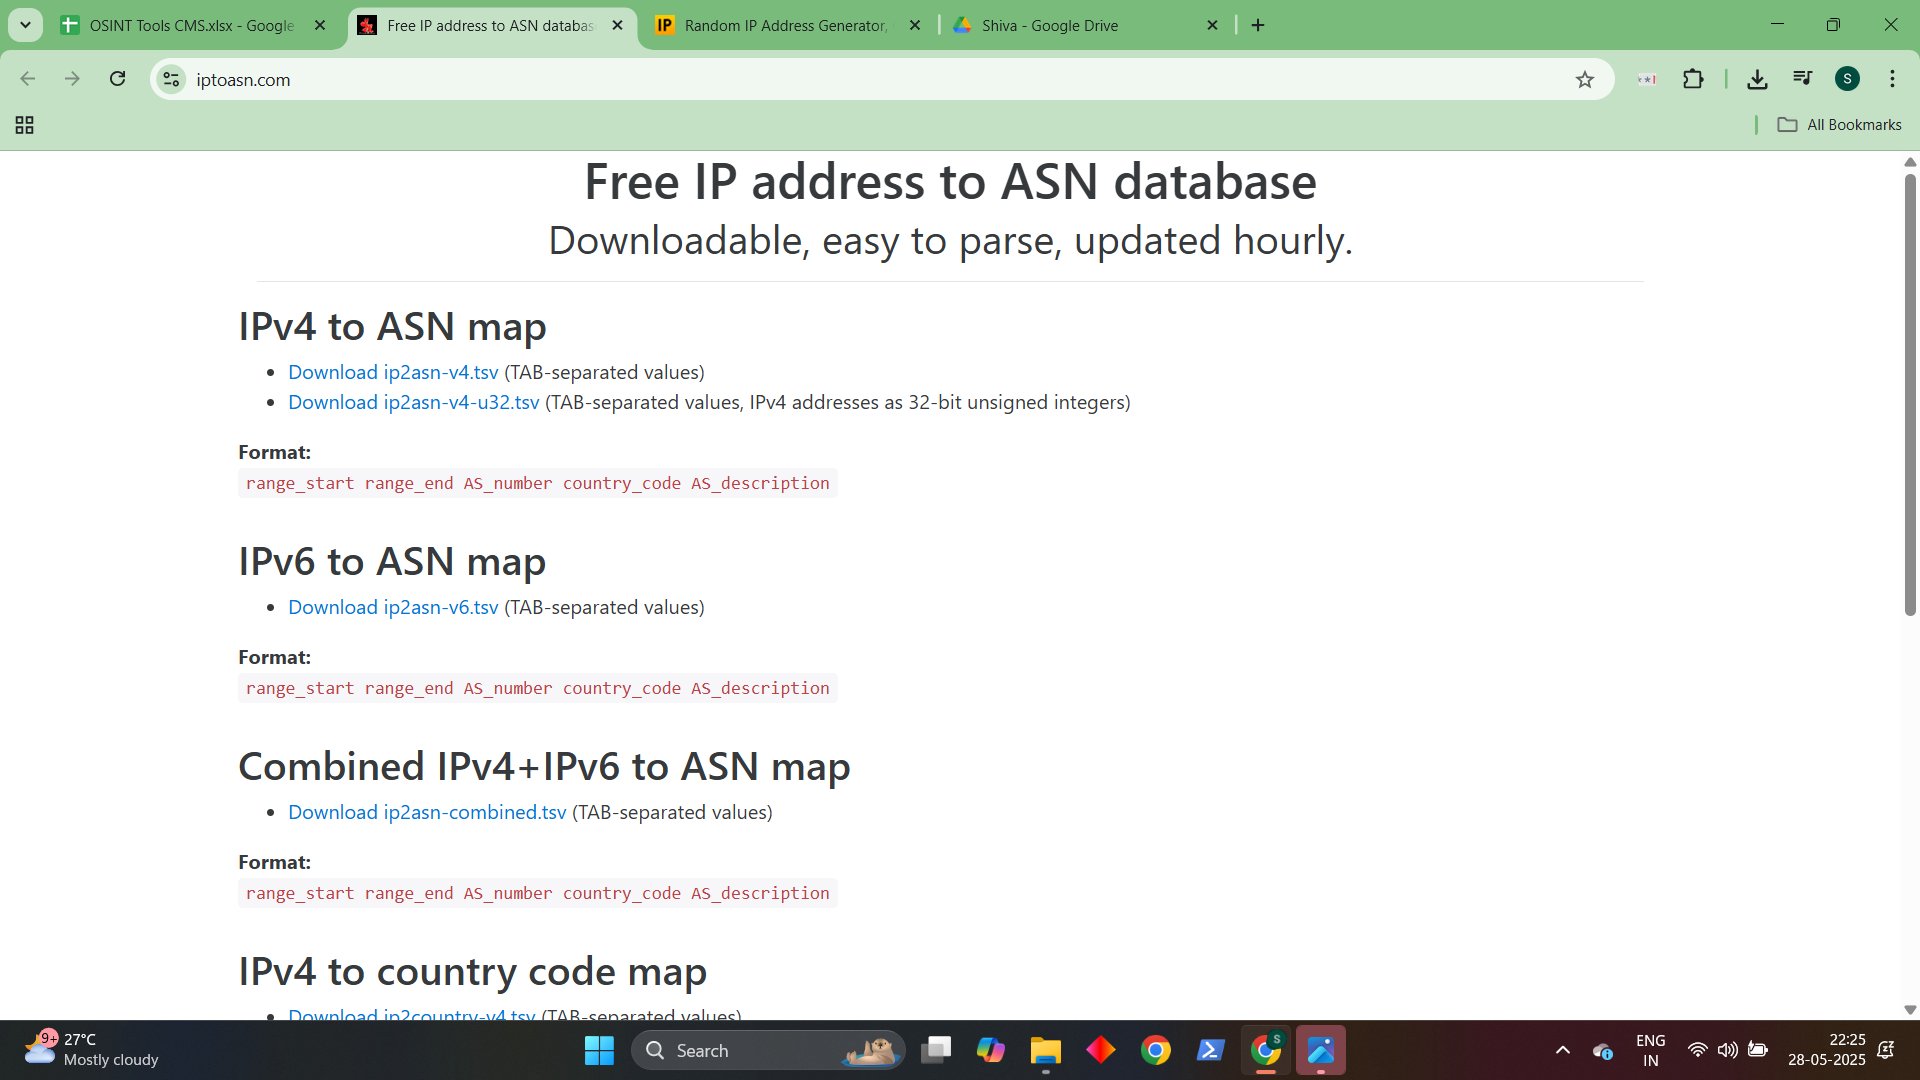 OSINT Tools CMS.xlsx - Google
Free IP address to ASN databas
IP
Random IP Address Generator,
Shiva - Google Drive
iptoasn.com
S
All Bookmarks
Free IP address to ASN database
Downloadable, easy to parse, updated hourly.
IPv4 to ASN map
Download ip2asn-v4.tsv (TAB-separated values)
Download ip2asn-v4-u32.tsv (TAB-separated values, IPv4 addresses as 32-bit unsigned integers)
Format:
range_start range_end AS_number country_code AS_description
IPv6 to ASN map
Download ip2asn-v6.tsv (TAB-separated values)
Format:
range_start range_end AS_number country_code AS_description
Combined IPv4+IPv6 to ASN map
Download ip2asn-combined.tsv (TAB-separated values)
Format:
range_start range_end AS_number country_code AS_description
IPv4 to country code map
Download ip2country-v4.tsv (TAB-separated values)
9+
27°C
Mostly cloudy
Search
S
ENG
IN
22:25
28-05-2025